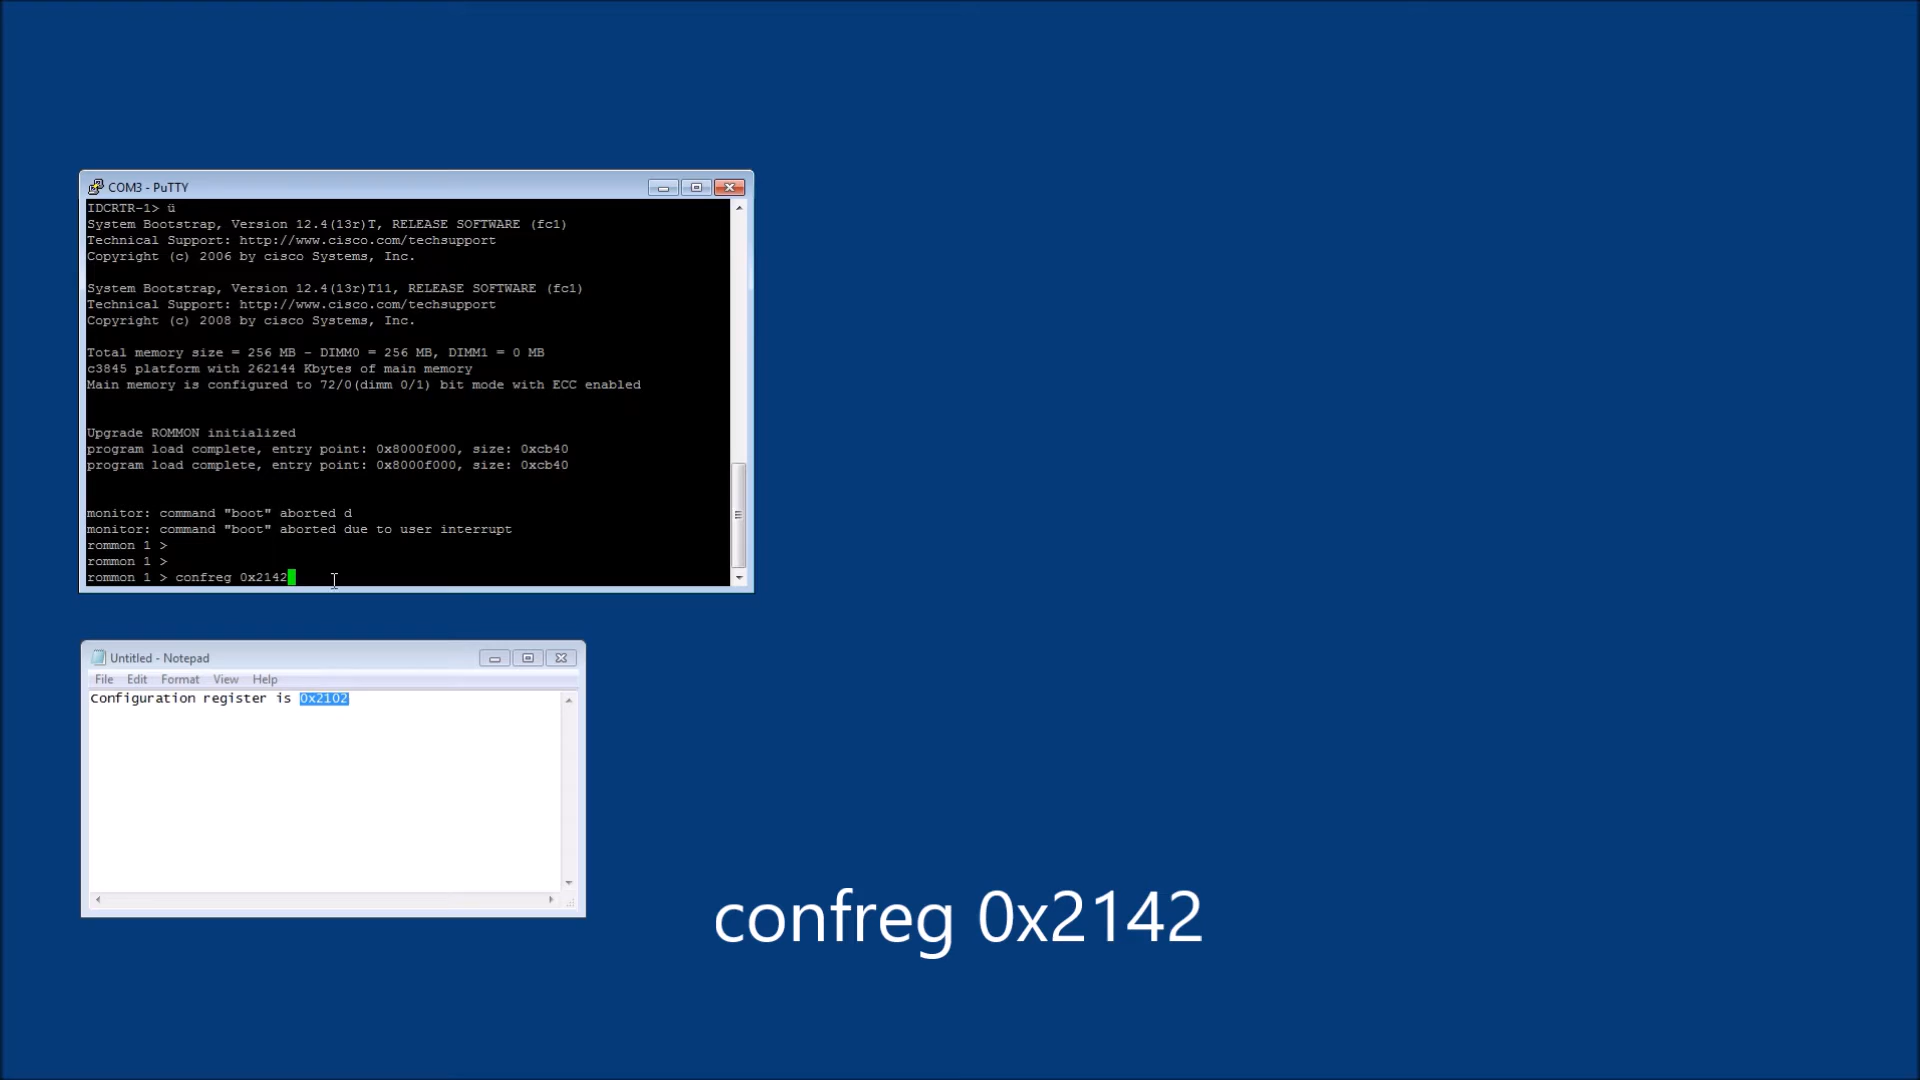 COM3 - PuTTY
IDCRTR-1> ü
System Bootstrap, Version 12.4(13r)T, RELEASE SOFTWARE (fc1)
Technical Support: http://www.cisco.com/techsupport
Copyright (c) 2006 by cisco Systems, Inc.
System Bootstrap, Version 12.4(13r)T11, RELEASE SOFTWARE (fc1)
Technical Support: http://www.cisco.com/techsupport
Copyright (c) 2008 by cisco Systems, Inc.
Total memory size = 256 MB - DIMM0 = 256 MB, DIMM1 = 0 MB
c3845 platform with 262144 Kbytes of main memory
Main memory is configured to 72/0(dimm 0/1) bit mode with ECC enabled
Upgrade ROMMON initialized
program load complete, entry point: 0x8000f000, size: 0xcb40
program load complete, entry point: 0x8000f000, size: 0xcb40
monitor: command "boot" aborted d
monitor: command "boot" aborted due to user interrupt
rommon 1 >
rommon 1 >
rommon 1 > confreg 0x2142
Untitled - Notepad
File Edit Format View Help
Configuration register is 0x2102
confreg 0x2142